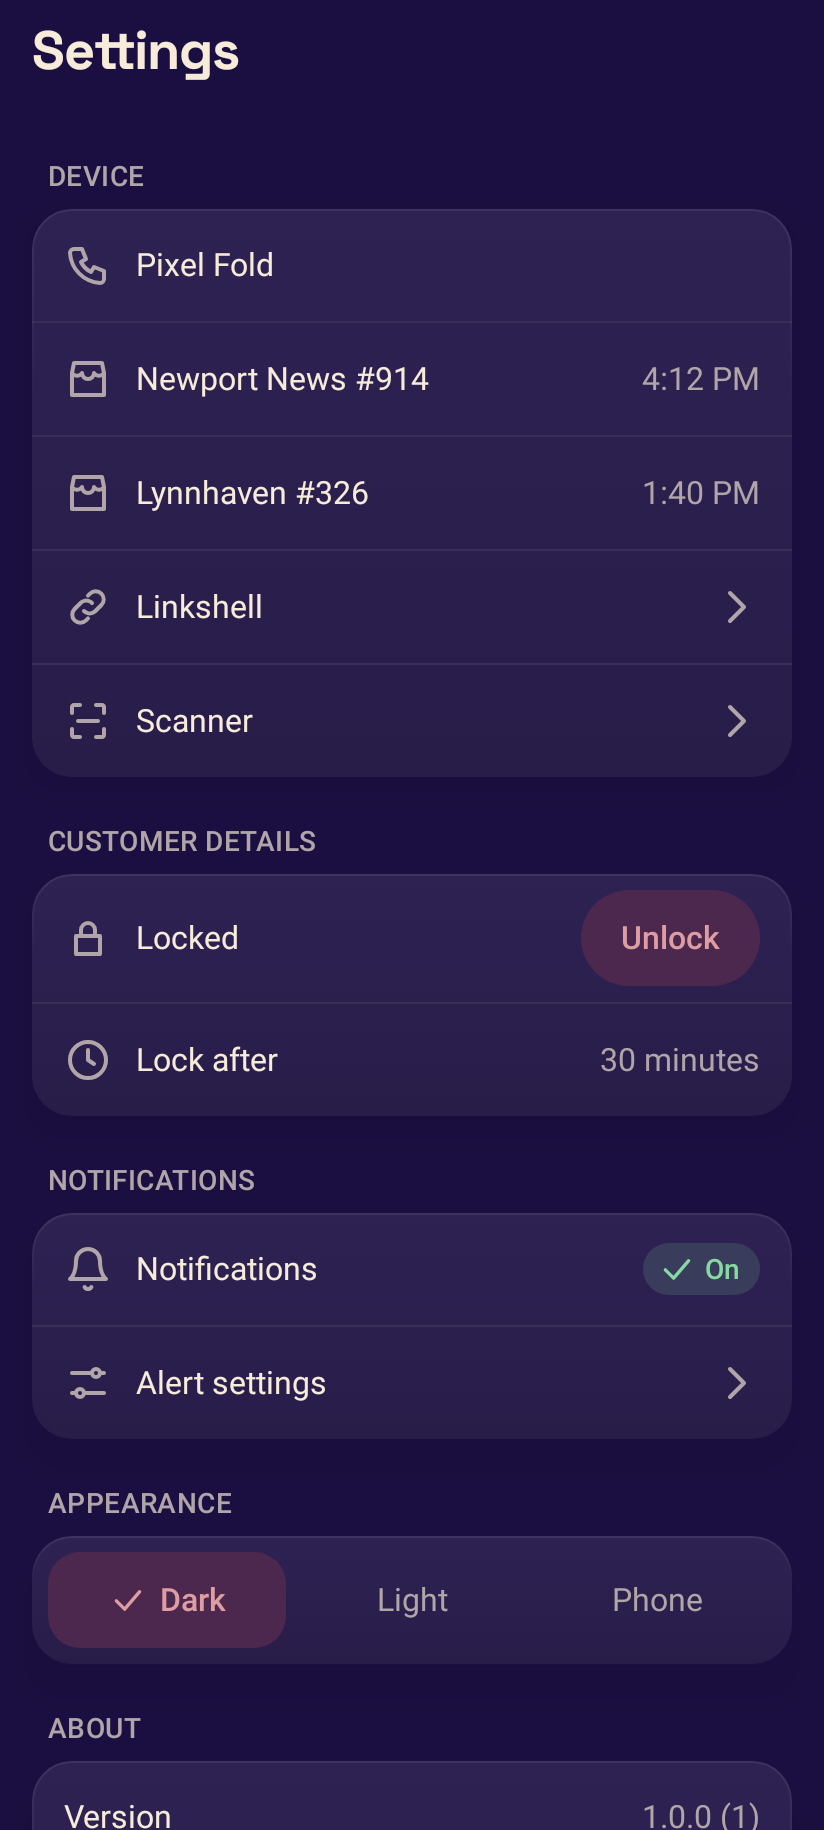 Settings
DEVICE
Pixel Fold
Newport News #914 4:12 PM
Lynnhaven #326 1:40 PM
Linkshell
Scanner
CUSTOMER DETAILS
Locked Unlock
Lock after 30 minutes
NOTIFICATIONS
Notifications On
Alert settings
APPEARANCE
Dark Light Phone
ABOUT
Version 1.0.0 (1)